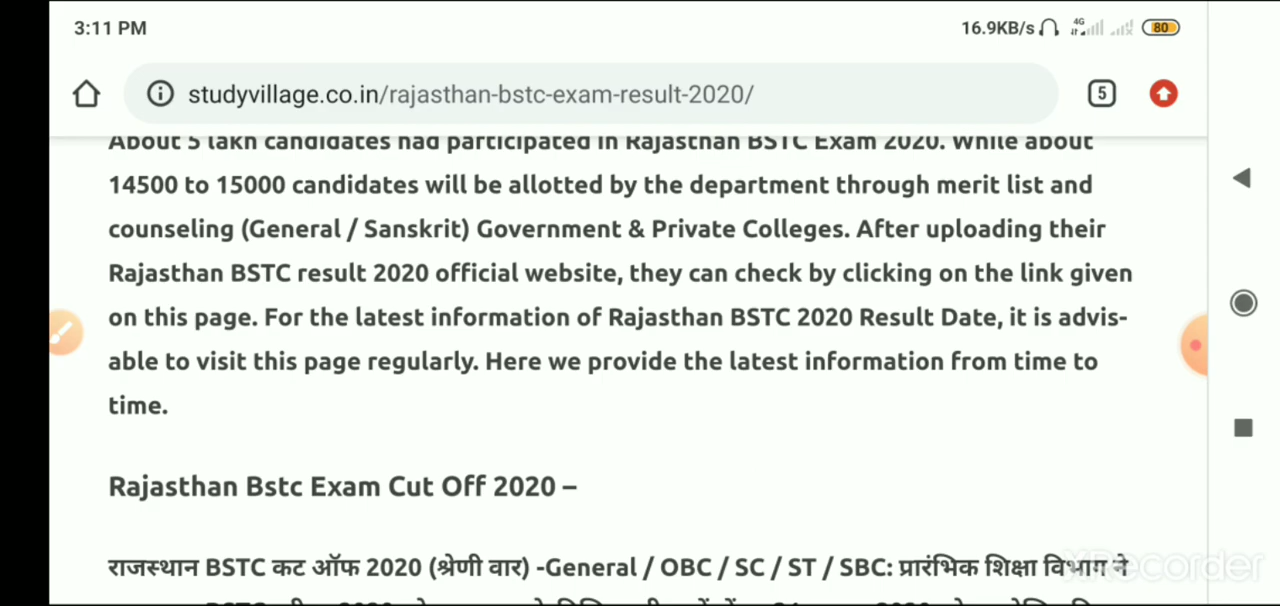 3:11 PM
16.9KB/s 4G 80
studyvillage.co.in/rajasthan-bstc-exam-result-2020/
5
About 5 lakh candidates had participated in Rajasthan BSTC Exam 2020. While about
14500 to 15000 candidates will be allotted by the department through merit list and
counseling (General / Sanskrit) Government & Private Colleges. After uploading their
Rajasthan BSTC result 2020 official website, they can check by clicking on the link given
on this page. For the latest information of Rajasthan BSTC 2020 Result Date, it is advis-
able to visit this page regularly. Here we provide the latest information from time to
time.
Rajasthan Bstc Exam Cut Off 2020 –
राजस्थान BSTC कट ऑफ 2020 (श्रेणी वार) -General / OBC / SC / ST / SBC: प्रारंभिक शिक्षा विभाग ने
XRecorder